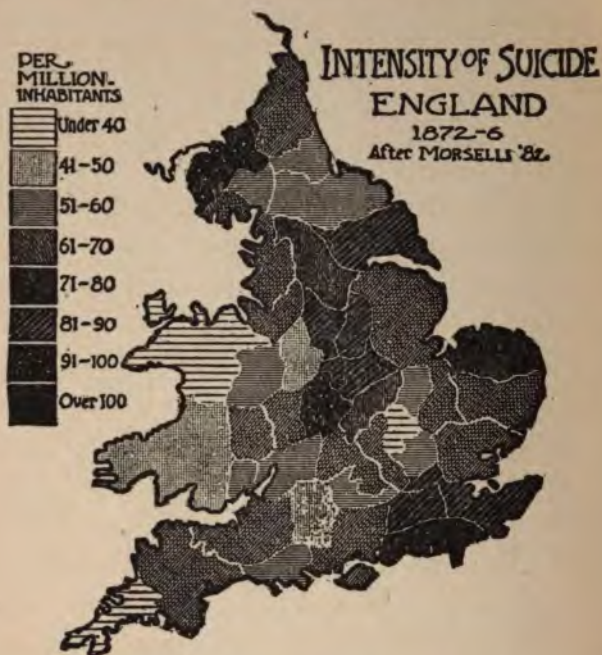 INTENSITY OF SUICIDE
ENGLAND
1872-6
After MORSELLI '82
PER
MILLION-
INHABITANTS
Under 40
41-50
51-60
61-70
71-80
81-90
91-100
Over 100